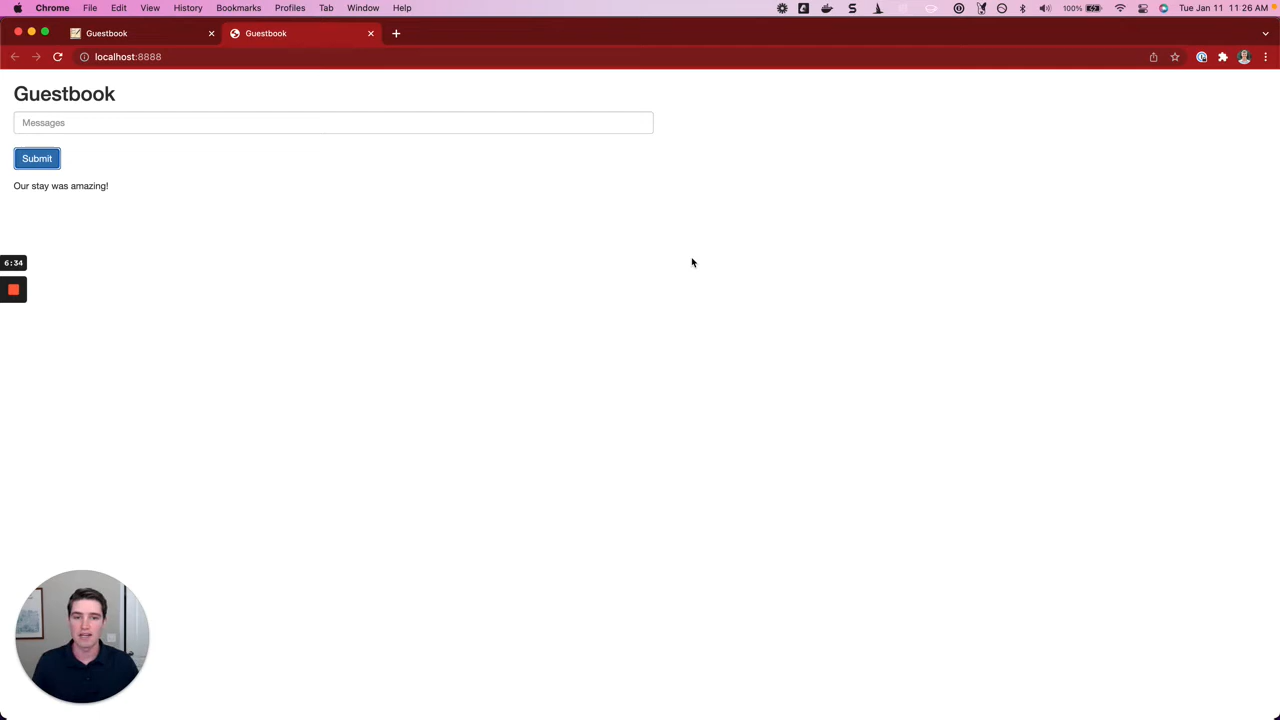 Chrome File Edit View History Bookmarks Profiles Tab Window Help 100% Tue Jan 11 11:26 AM
Guestbook Guestbook
localhost:8888
Guestbook
Messages
Submit
Our stay was amazing!
6:34